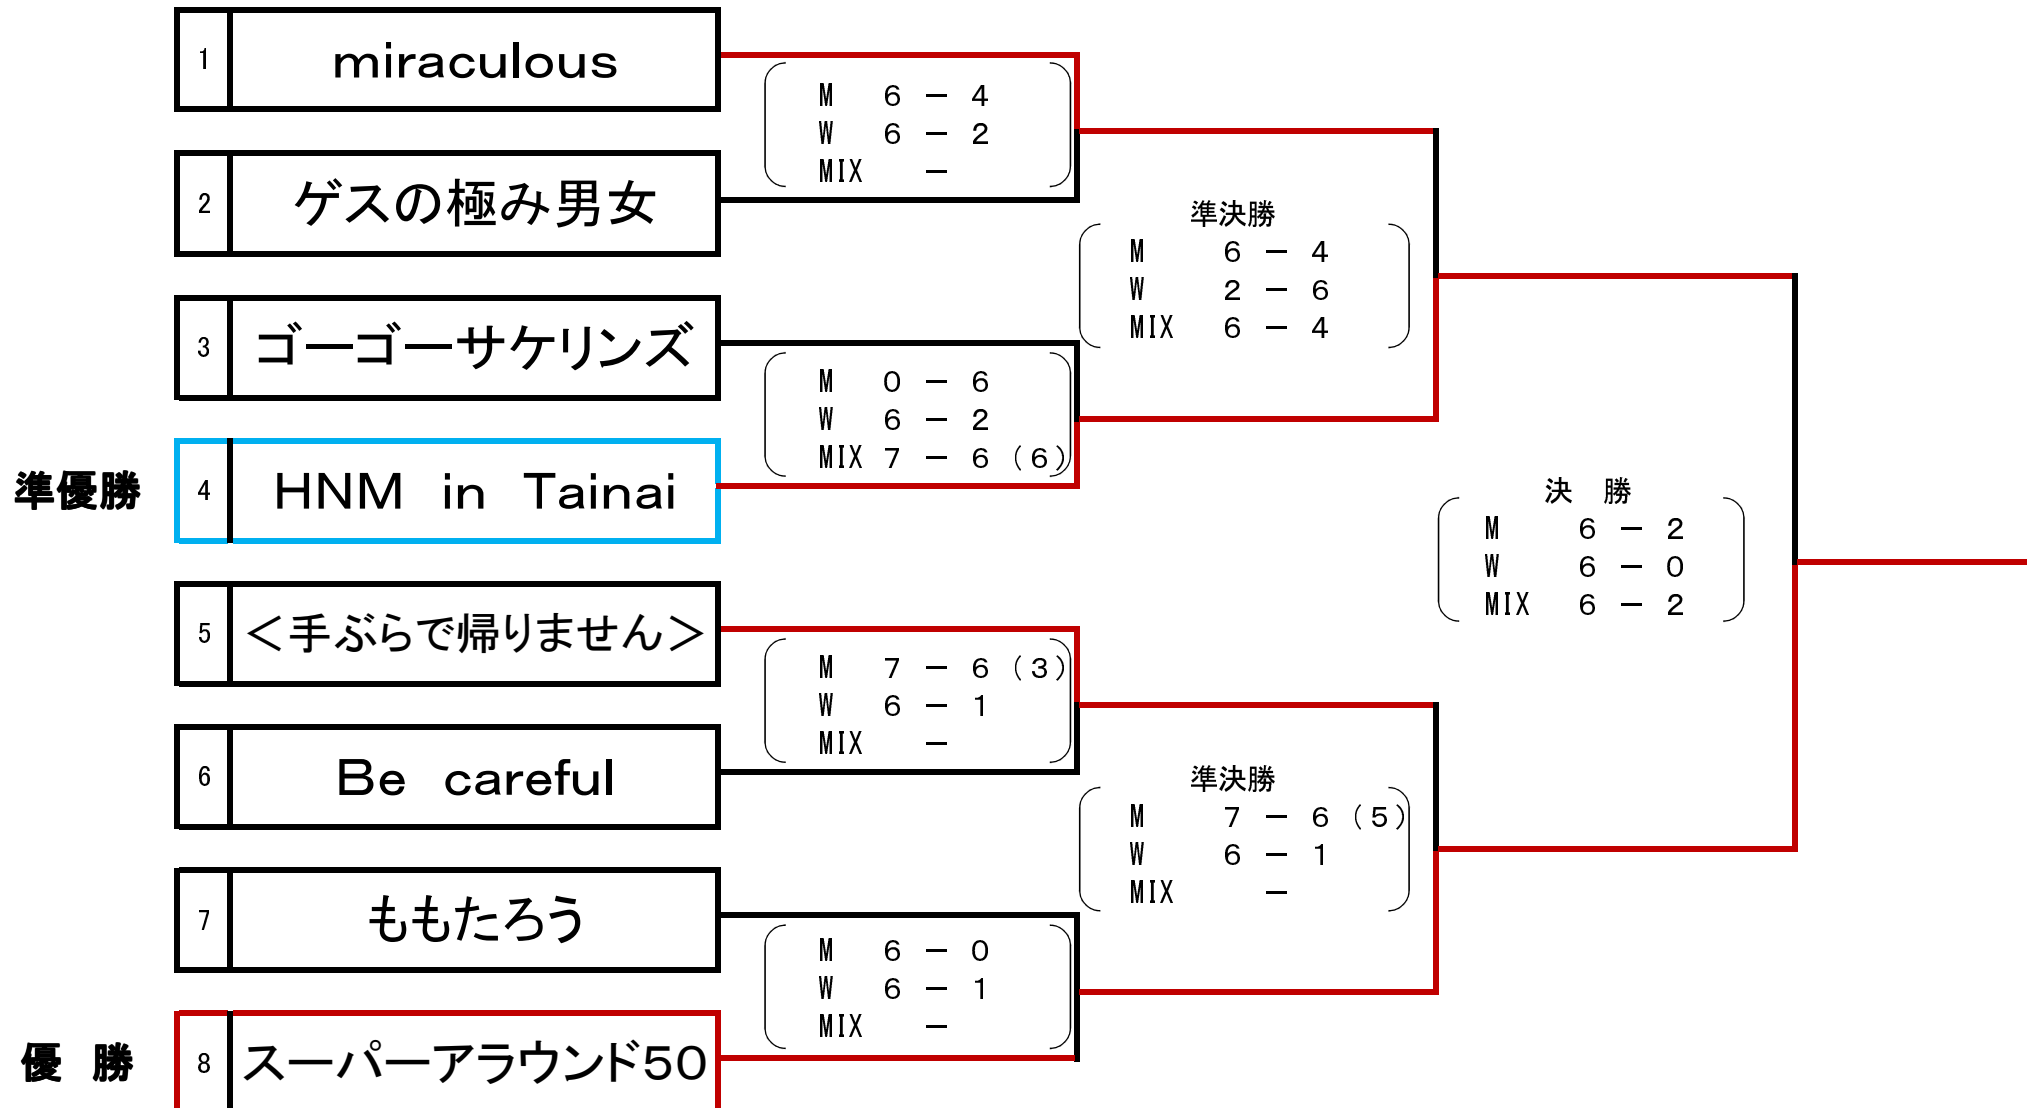 1 miraculous
M 6 － 4
W 6 － 2
MIX －
2 ゲスの極み男女
準決勝
M 6 － 4
W 2 － 6
MIX 6 － 4
3 ゴーゴーサケリンズ
M 0 － 6
W 6 － 2
MIX 7 － 6 (6)
準優勝 4 HNM in Tainai
決 勝
M 6 － 2
W 6 － 0
MIX 6 － 2
5 ＜手ぶらで帰りません＞
M 7 － 6 (3)
W 6 － 1
MIX －
6 Be careful
準決勝
M 7 － 6 (5)
W 6 － 1
MIX －
7 ももたろう
M 6 － 0
W 6 － 1
MIX －
優 勝 8 スーパーアラウンド50